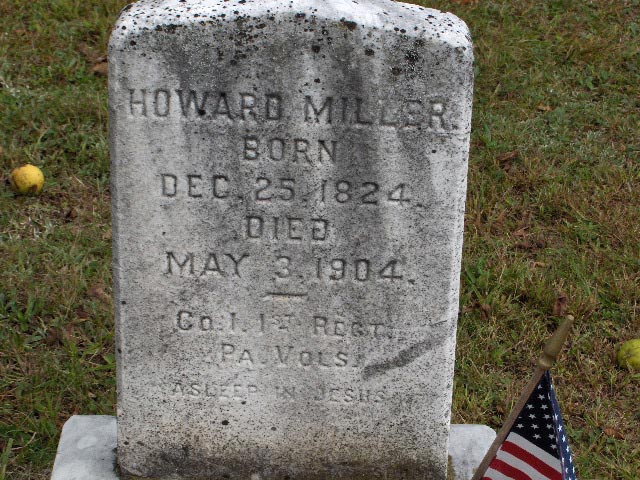 HOWARD MILLER.
BORN
DEC. 25. 1824.
DIED
MAY 3. 1904.
CO. I. 1ST REGT.
PA. VOLS.
ASLEEP IN JESUS